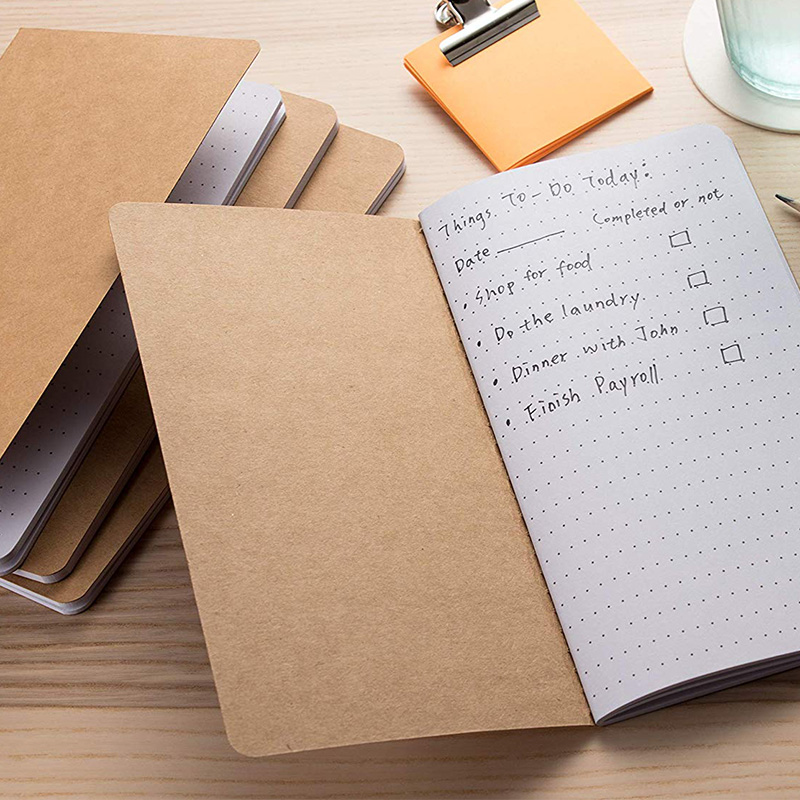 Things To-Do Today:
Date ________ Completed or not
• Shop for food
• Do the laundry
• Dinner with John
• Finish Payroll